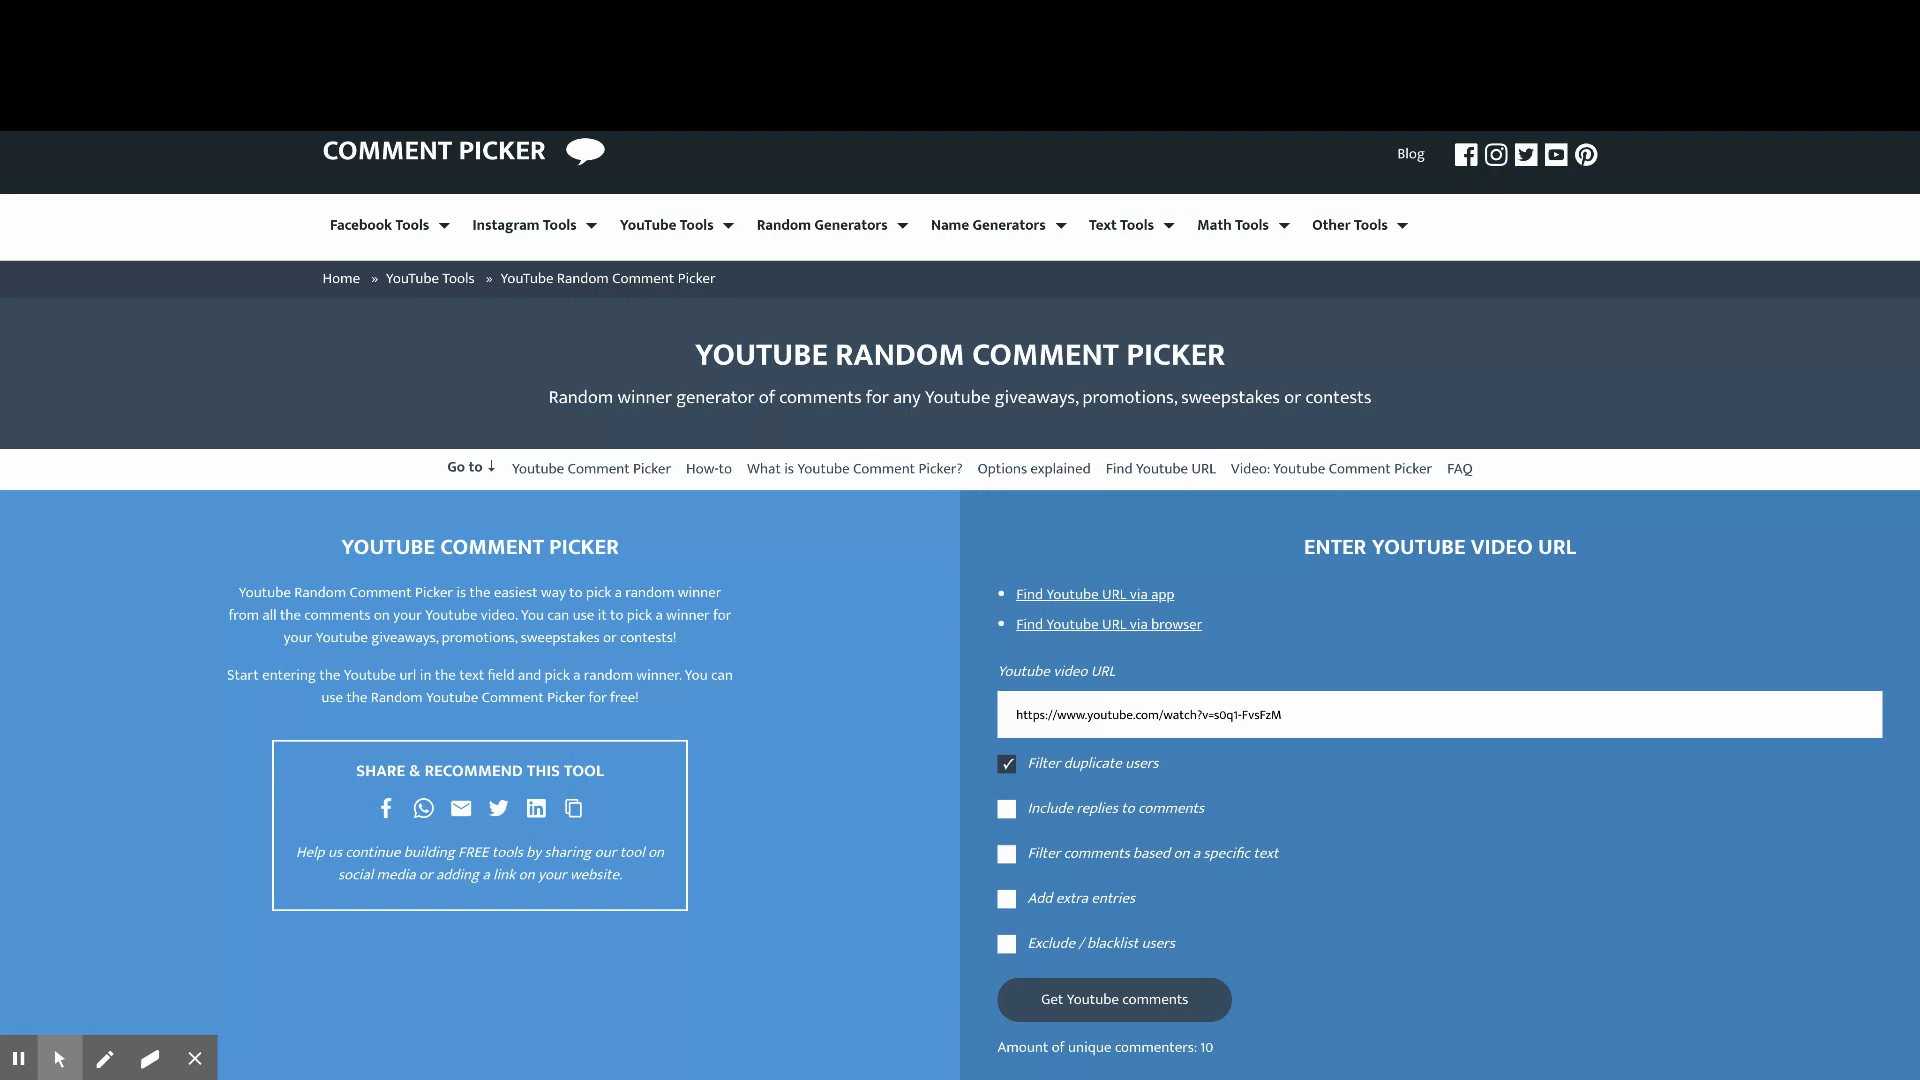 COMMENT PICKER
Blog
Facebook Tools Instagram Tools YouTube Tools Random Generators Name Generators Text Tools Math Tools Other Tools
Home » YouTube Tools » YouTube Random Comment Picker
YOUTUBE RANDOM COMMENT PICKER
Random winner generator of comments for any Youtube giveaways, promotions, sweepstakes or contests
Go to ↓ Youtube Comment Picker How-to What is Youtube Comment Picker? Options explained Find Youtube URL Video: Youtube Comment Picker FAQ
YOUTUBE COMMENT PICKER
Youtube Random Comment Picker is the easiest way to pick a random winner
from all the comments on your Youtube video. You can use it to pick a winner for
your Youtube giveaways, promotions, sweepstakes or contests!
Start entering the Youtube url in the text field and pick a random winner. You can
use the Random Youtube Comment Picker for free!
SHARE & RECOMMEND THIS TOOL
Help us continue building FREE tools by sharing our tool on
social media or adding a link on your website.
ENTER YOUTUBE VIDEO URL
• Find Youtube URL via app
• Find Youtube URL via browser
Youtube video URL
https://www.youtube.com/watch?v=s0q1-FvsFzM
Filter duplicate users
Include replies to comments
Filter comments based on a specific text
Add extra entries
Exclude / blacklist users
Get Youtube comments
Amount of unique commenters: 10